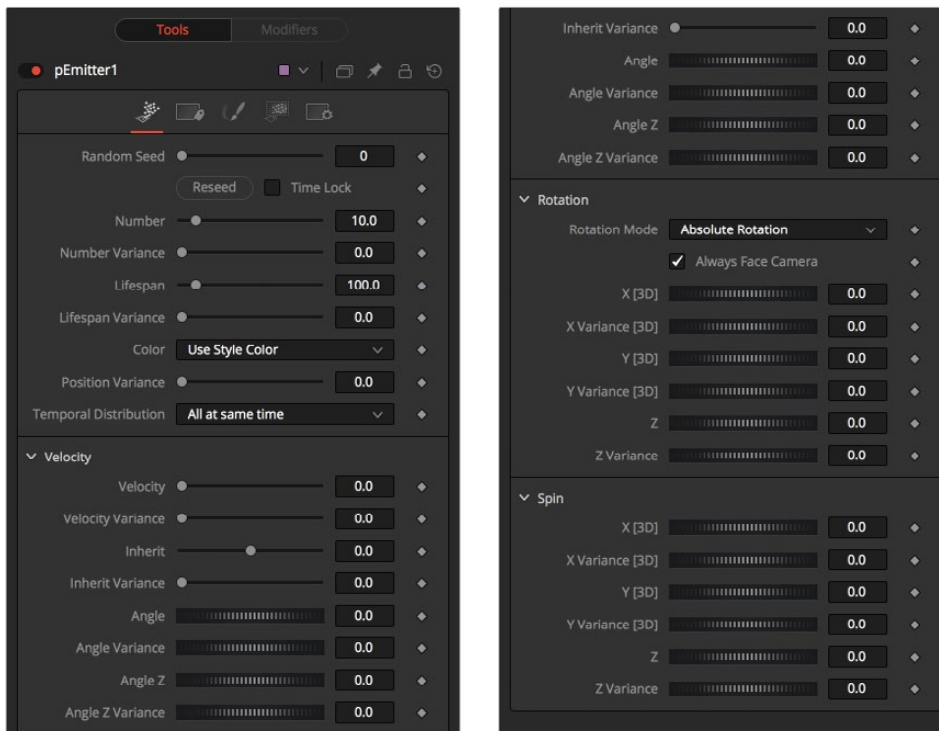 Tools Modifiers
pEmitter1
Random Seed 0
Reseed Time Lock
Number 10.0
Number Variance 0.0
Lifespan 100.0
Lifespan Variance 0.0
Color Use Style Color
Position Variance 0.0
Temporal Distribution All at same time
Velocity
Velocity 0.0
Velocity Variance 0.0
Inherit 0.0
Inherit Variance 0.0
Angle 0.0
Angle Variance 0.0
Angle Z 0.0
Angle Z Variance 0.0
Inherit Variance 0.0
Angle 0.0
Angle Variance 0.0
Angle Z 0.0
Angle Z Variance 0.0
Rotation
Rotation Mode Absolute Rotation
Always Face Camera
X [3D] 0.0
X Variance [3D] 0.0
Y [3D] 0.0
Y Variance [3D] 0.0
Z 0.0
Z Variance 0.0
Spin
X [3D] 0.0
X Variance [3D] 0.0
Y [3D] 0.0
Y Variance [3D] 0.0
Z 0.0
Z Variance 0.0